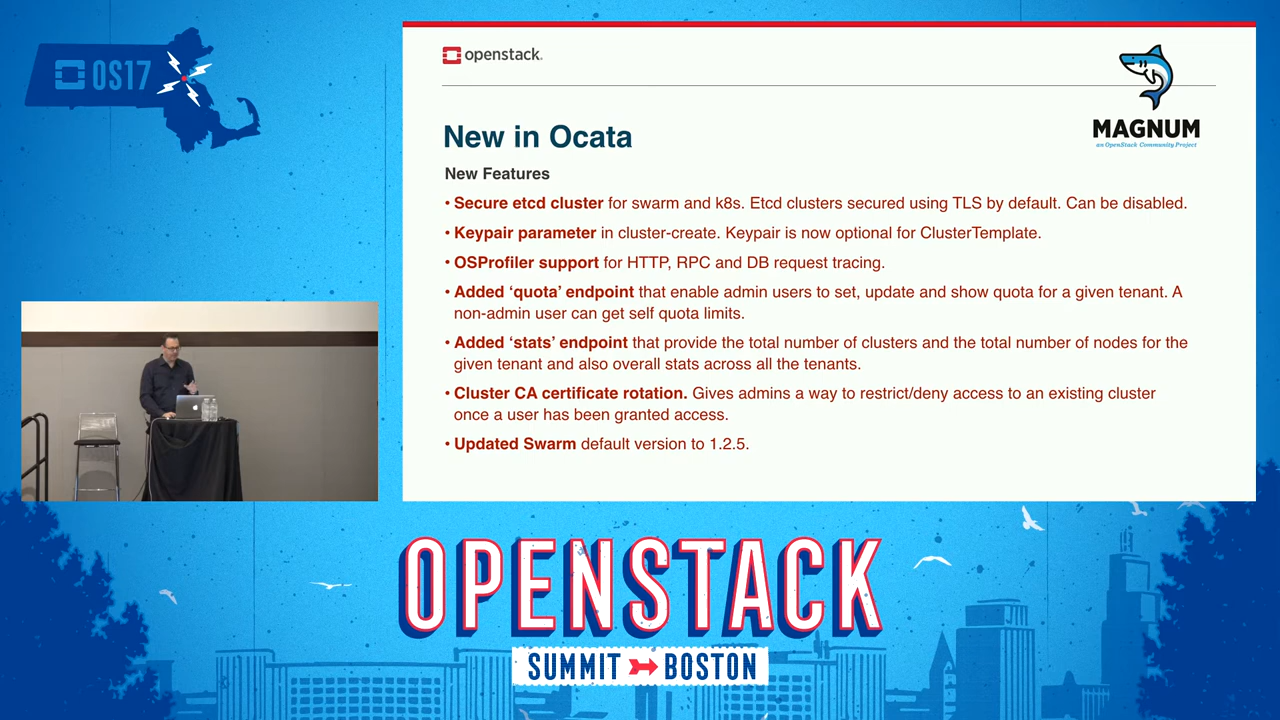 OS17
openstack.
MAGNUM
an OpenStack Community Project
New in Ocata
New Features
• Secure etcd cluster for swarm and k8s. Etcd clusters secured using TLS by default. Can be disabled.
• Keypair parameter in cluster-create. Keypair is now optional for ClusterTemplate.
• OSProfiler support for HTTP, RPC and DB request tracing.
• Added ‘quota’ endpoint that enable admin users to set, update and show quota for a given tenant. A
non-admin user can get self quota limits.
• Added ‘stats’ endpoint that provide the total number of clusters and the total number of nodes for the
given tenant and also overall stats across all the tenants.
• Cluster CA certificate rotation. Gives admins a way to restrict/deny access to an existing cluster
once a user has been granted access.
• Updated Swarm default version to 1.2.5.
OPENSTACK
SUMMIT BOSTON